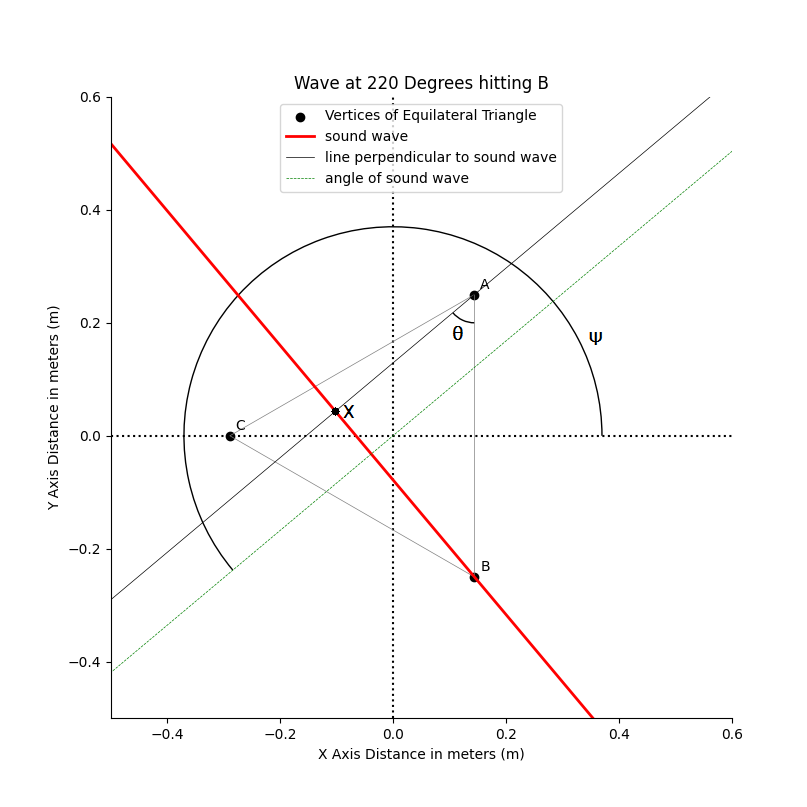 Wave at 220 Degrees hitting B
Vertices of Equilateral Triangle
sound wave
line perpendicular to sound wave
angle of sound wave
0.6
0.4
0.2
0.0
−0.2
−0.4
Y Axis Distance in meters (m)
A
θ
ψ
X
C
B
−0.4 −0.2 0.0 0.2 0.4 0.6
X Axis Distance in meters (m)